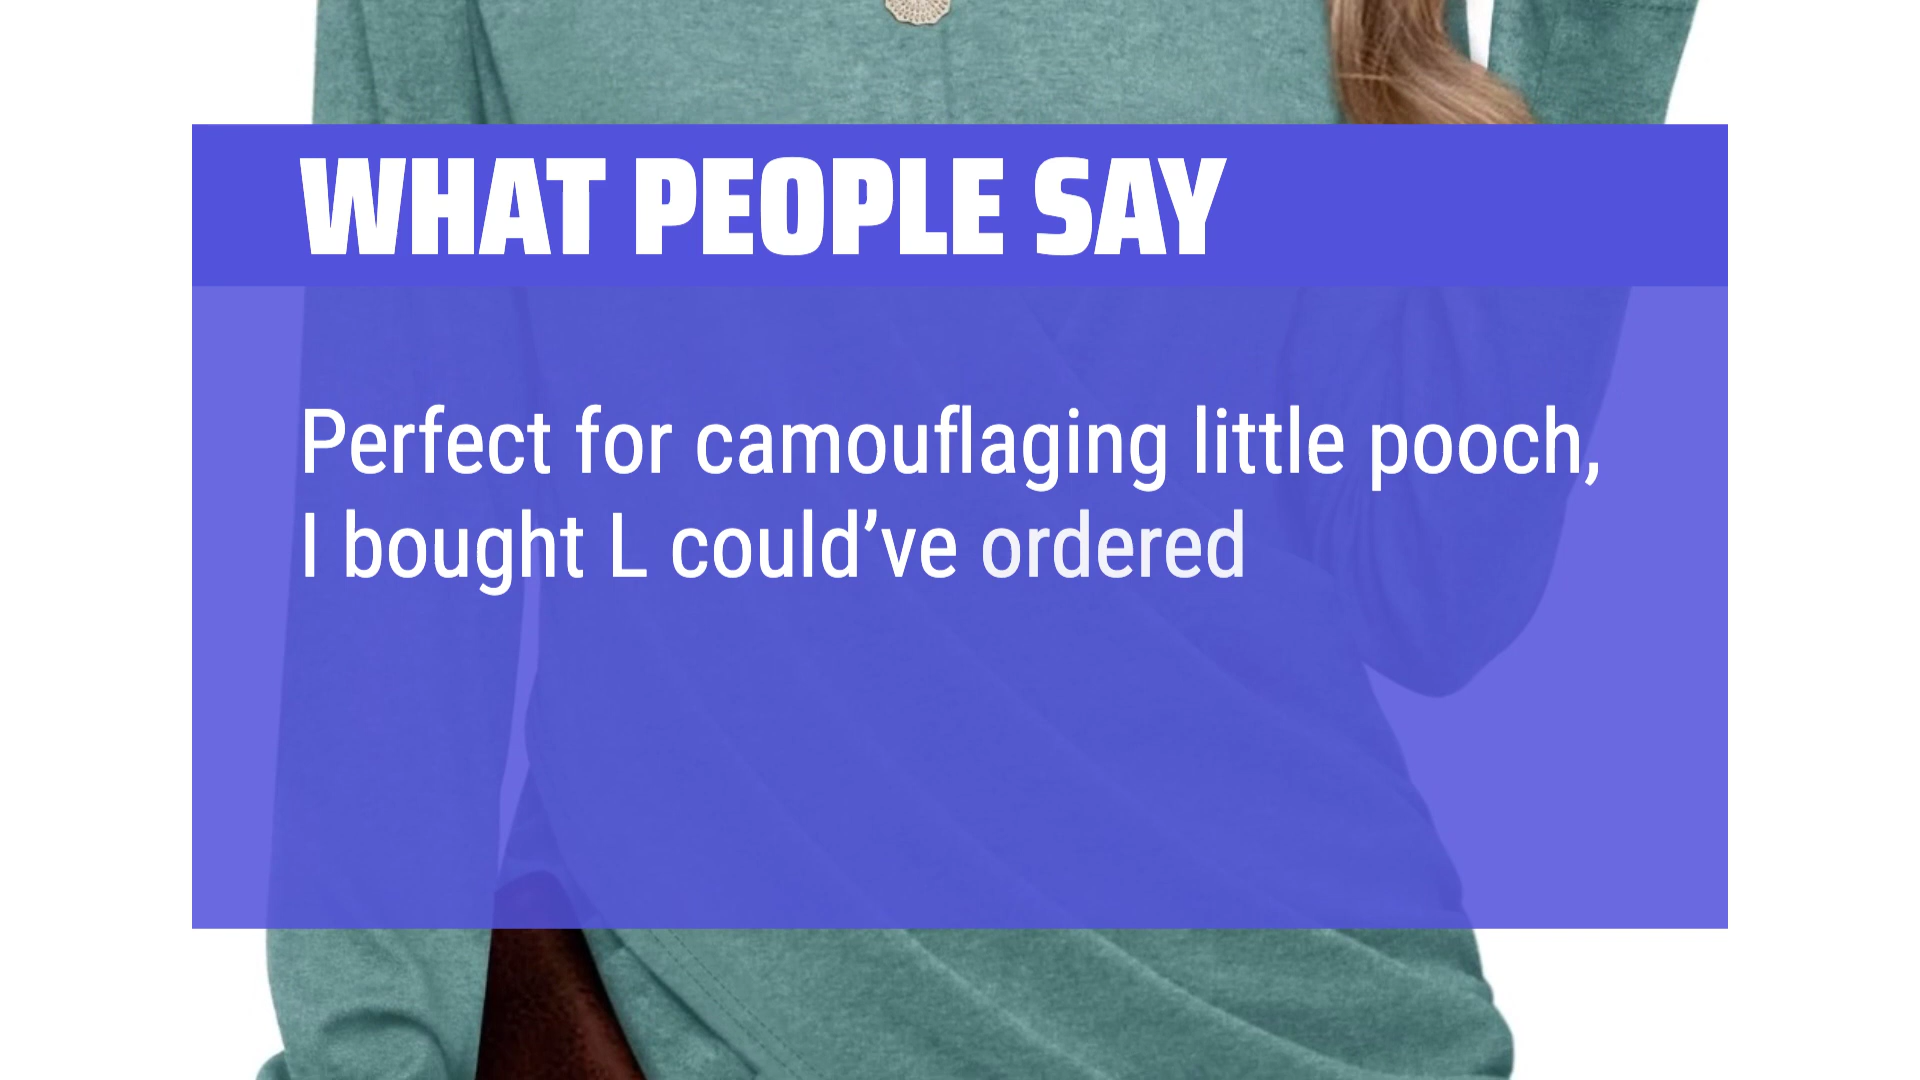 WHAT PEOPLE SAY
Perfect for camouflaging little pooch,
I bought L could’ve ordered